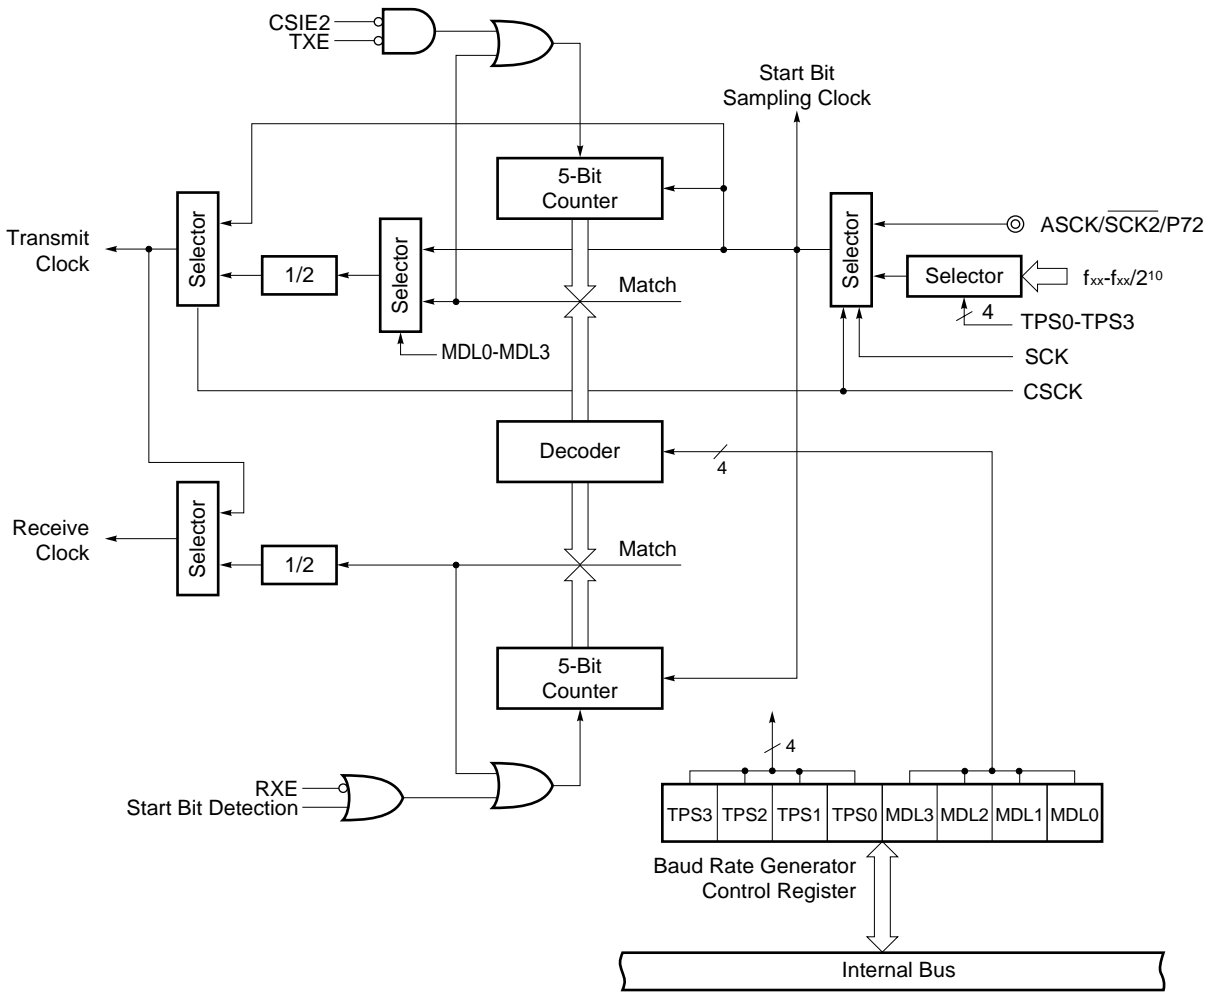 CSIE2
TXE
Start Bit
Sampling Clock
5-Bit
Counter
Selector
ASCK/S̅C̅K̅2̅/P72
Transmit
Clock
Selector
1/2
Selector
Match
Selector
fxx-fxx/2¹⁰
4
TPS0-TPS3
MDL0-MDL3
SCK
CSCK
Decoder
4
Receive
Clock
Selector
1/2
Match
5-Bit
Counter
4
RXE
Start Bit Detection
TPS3 TPS2 TPS1 TPS0 MDL3 MDL2 MDL1 MDL0
Baud Rate Generator
Control Register
Internal Bus